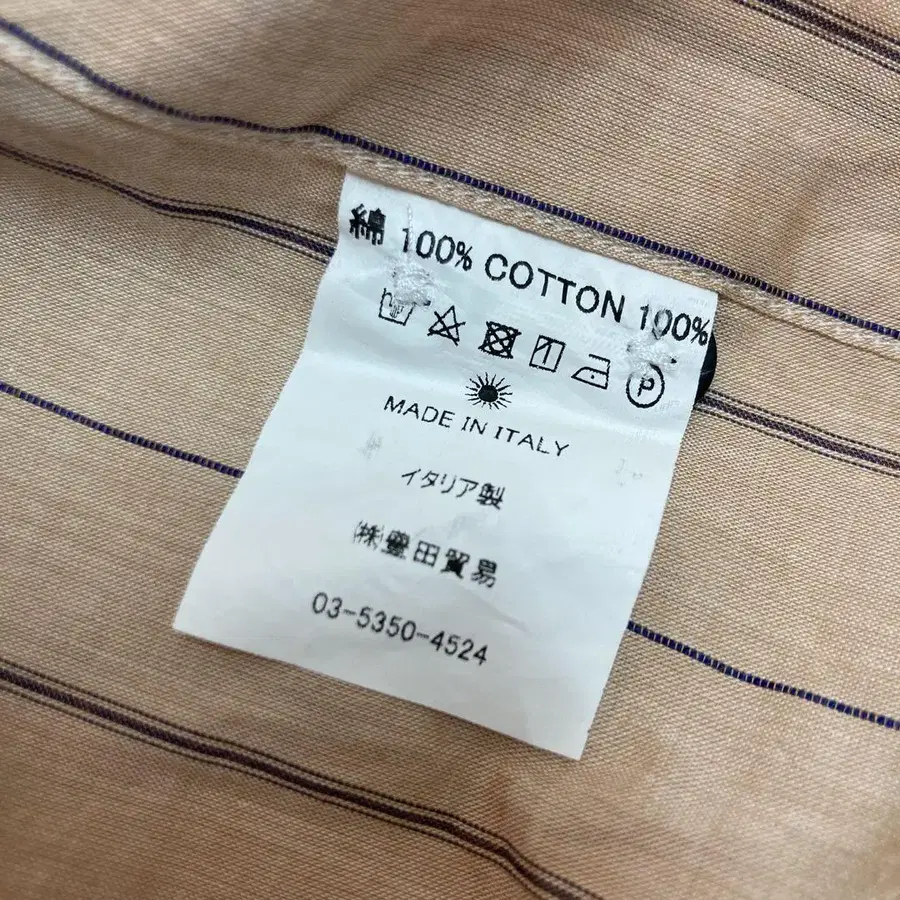 綿 100% COTTON 100%
P
MADE IN ITALY
イタリア製
㈱豊田貿易
03-5350-4524